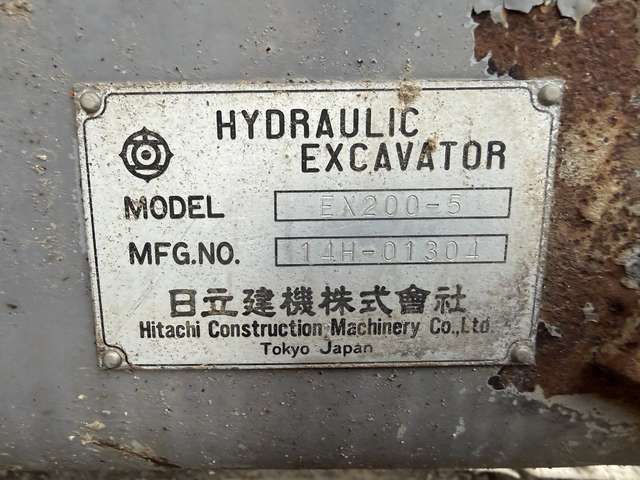 HYDRAULIC
EXCAVATOR
MODEL EX200-5
MFG.NO. 14H-01304
日立建機株式會社
Hitachi Construction Machinery Co.,Ltd.
Tokyo Japan